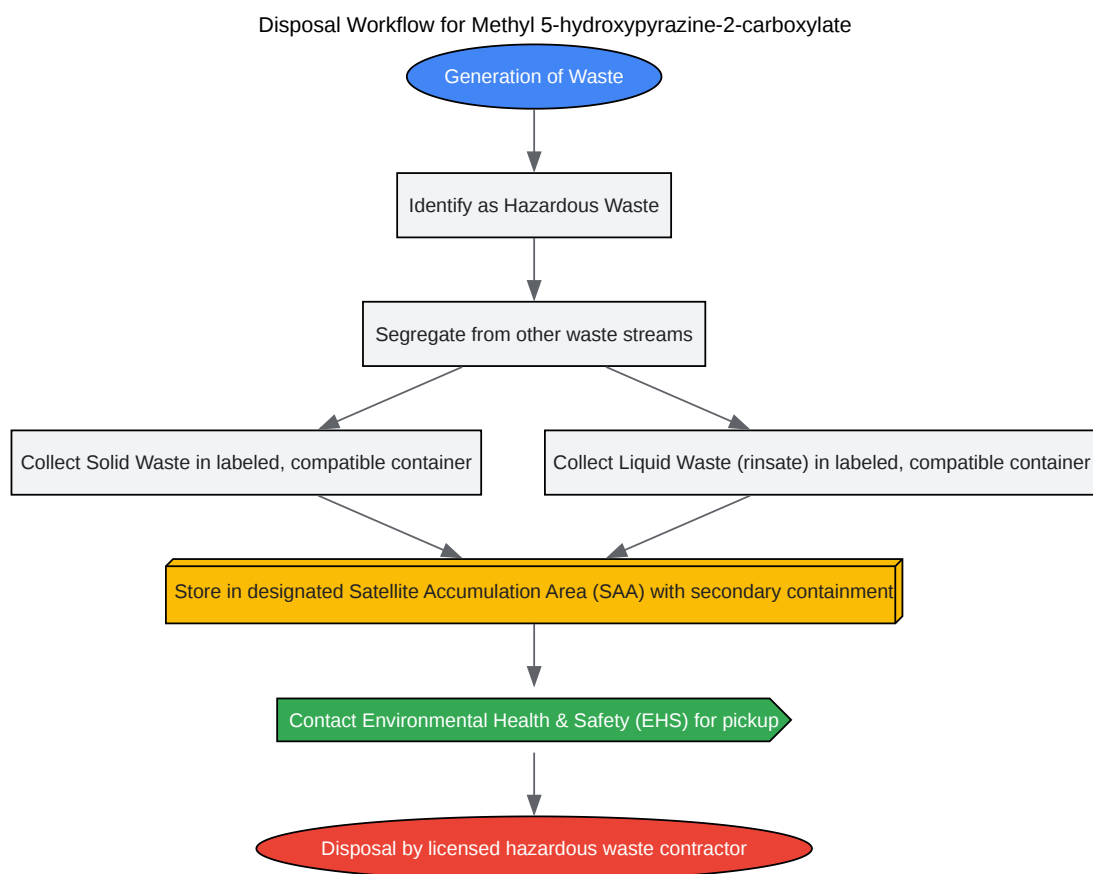 Disposal Workflow for Methyl 5-hydroxypyrazine-2-carboxylate
Generation of Waste
Identify as Hazardous Waste
Segregate from other waste streams
Collect Solid Waste in labeled, compatible container
Collect Liquid Waste (rinsate) in labeled, compatible container
Store in designated Satellite Accumulation Area (SAA) with secondary containment
Contact Environmental Health & Safety (EHS) for pickup
Disposal by licensed hazardous waste contractor